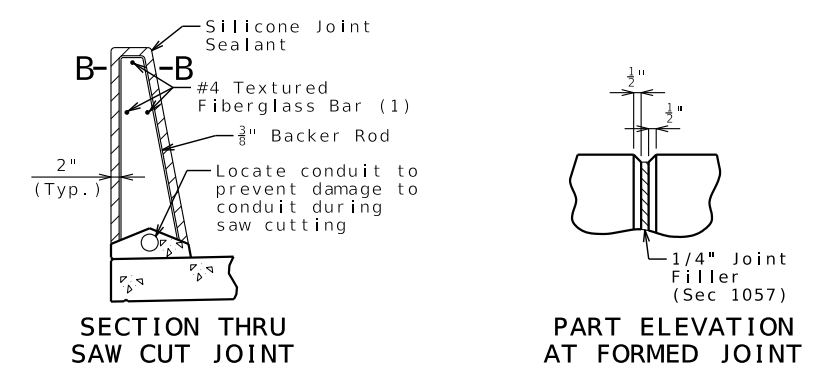 Silicone Joint
Sealant
B B
#4 Textured
Fiberglass Bar (1)
3/8" Backer Rod
2"
(Typ.)
Locate conduit to
prevent damage to
conduit during
saw cutting
SECTION THRU
SAW CUT JOINT
1/2"
1/2"
1/4" Joint
Filler
(Sec 1057)
PART ELEVATION
AT FORMED JOINT